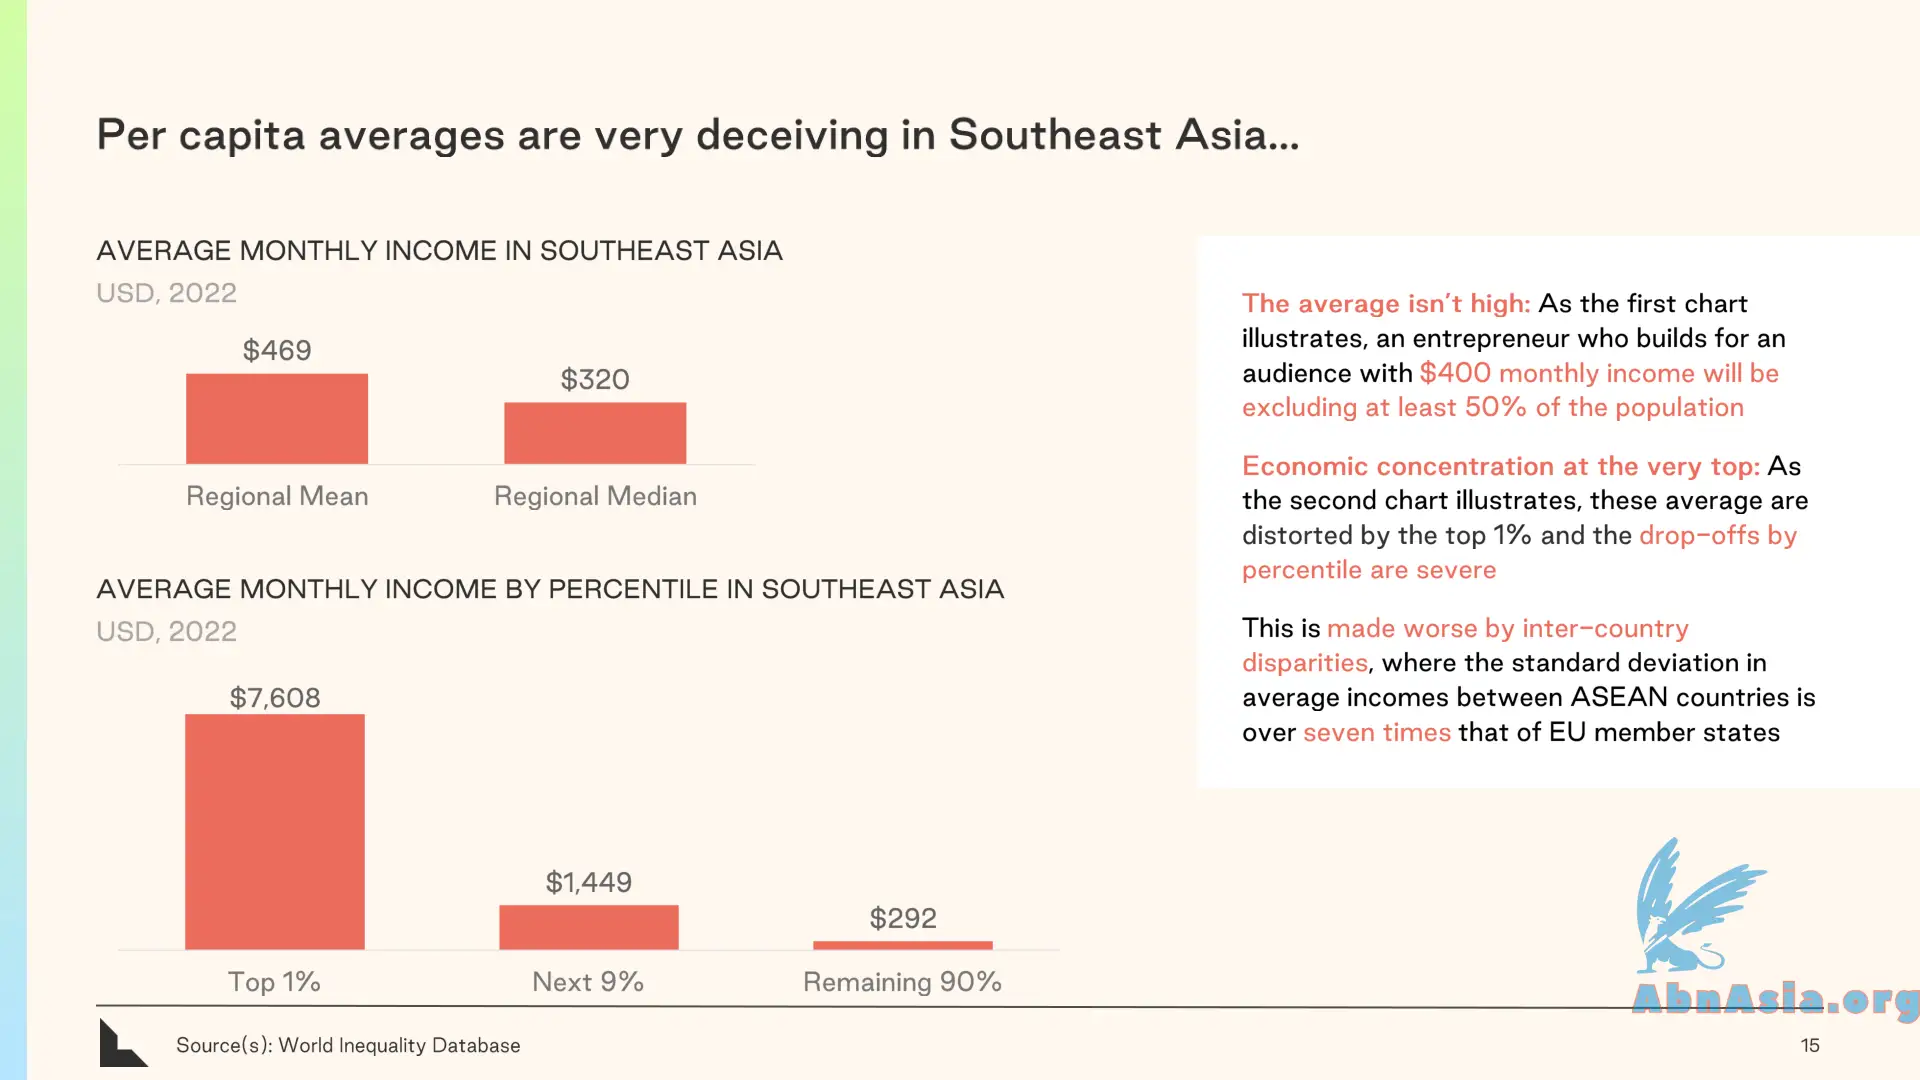 Per capita averages are very deceiving in Southeast Asia...
AVERAGE MONTHLY INCOME IN SOUTHEAST ASIA
USD, 2022
$469
$320
Regional Mean
Regional Median
AVERAGE MONTHLY INCOME BY PERCENTILE IN SOUTHEAST ASIA
USD, 2022
$7,608
$1,449
$292
Top 1%
Next 9%
Remaining 90%
The average isn't high: As the first chart
illustrates, an entrepreneur who builds for an
audience with $400 monthly income will be
excluding at least 50% of the population
Economic concentration at the very top: As
the second chart illustrates, these average are
distorted by the top 1% and the drop-offs by
percentile are severe
This is made worse by inter-country
disparities, where the standard deviation in
average incomes between ASEAN countries is
over seven times that of EU member states
AbnAsia.org
Source(s): World Inequality Database
15